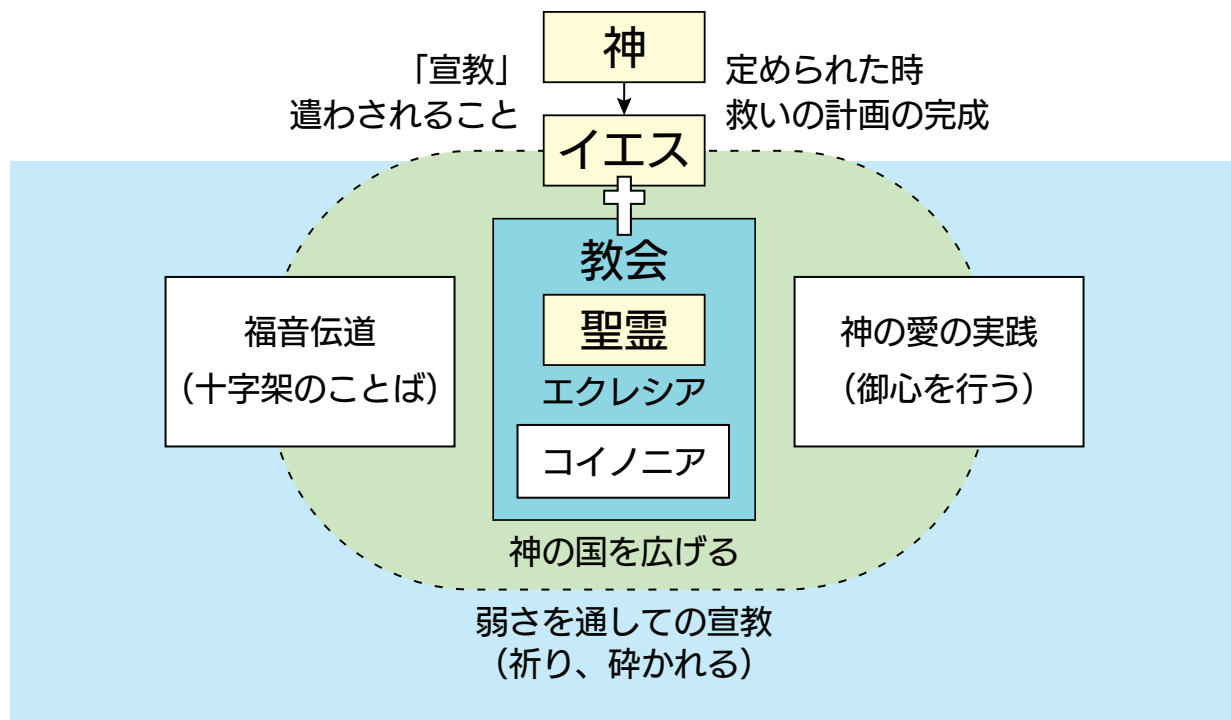 神
「宣教」
遣わされること
定められた時
救いの計画の完成
イエス
教会
聖霊
エクレシア
コイノニア
福音伝道
（十字架のことば）
神の愛の実践
（御心を行う）
神の国を広げる
弱さを通しての宣教
（祈り、砕かれる）